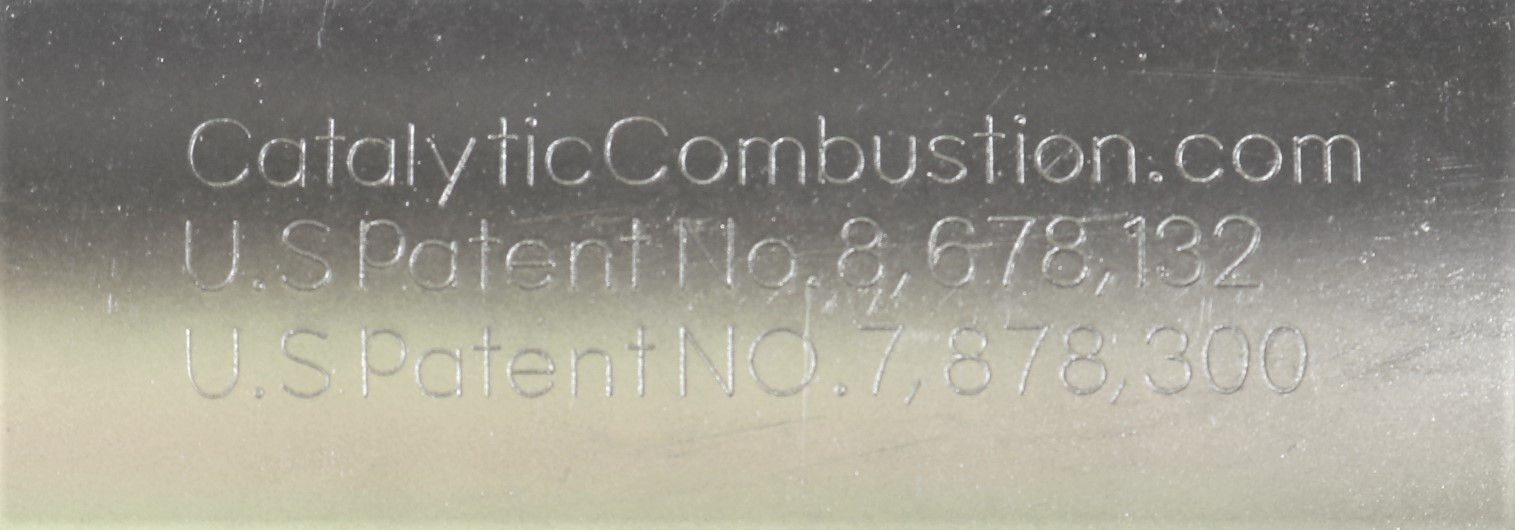 CatalyticCombustion.com
U.S Patent No. 8,678,132
U.S Patent NO. 7,878,300